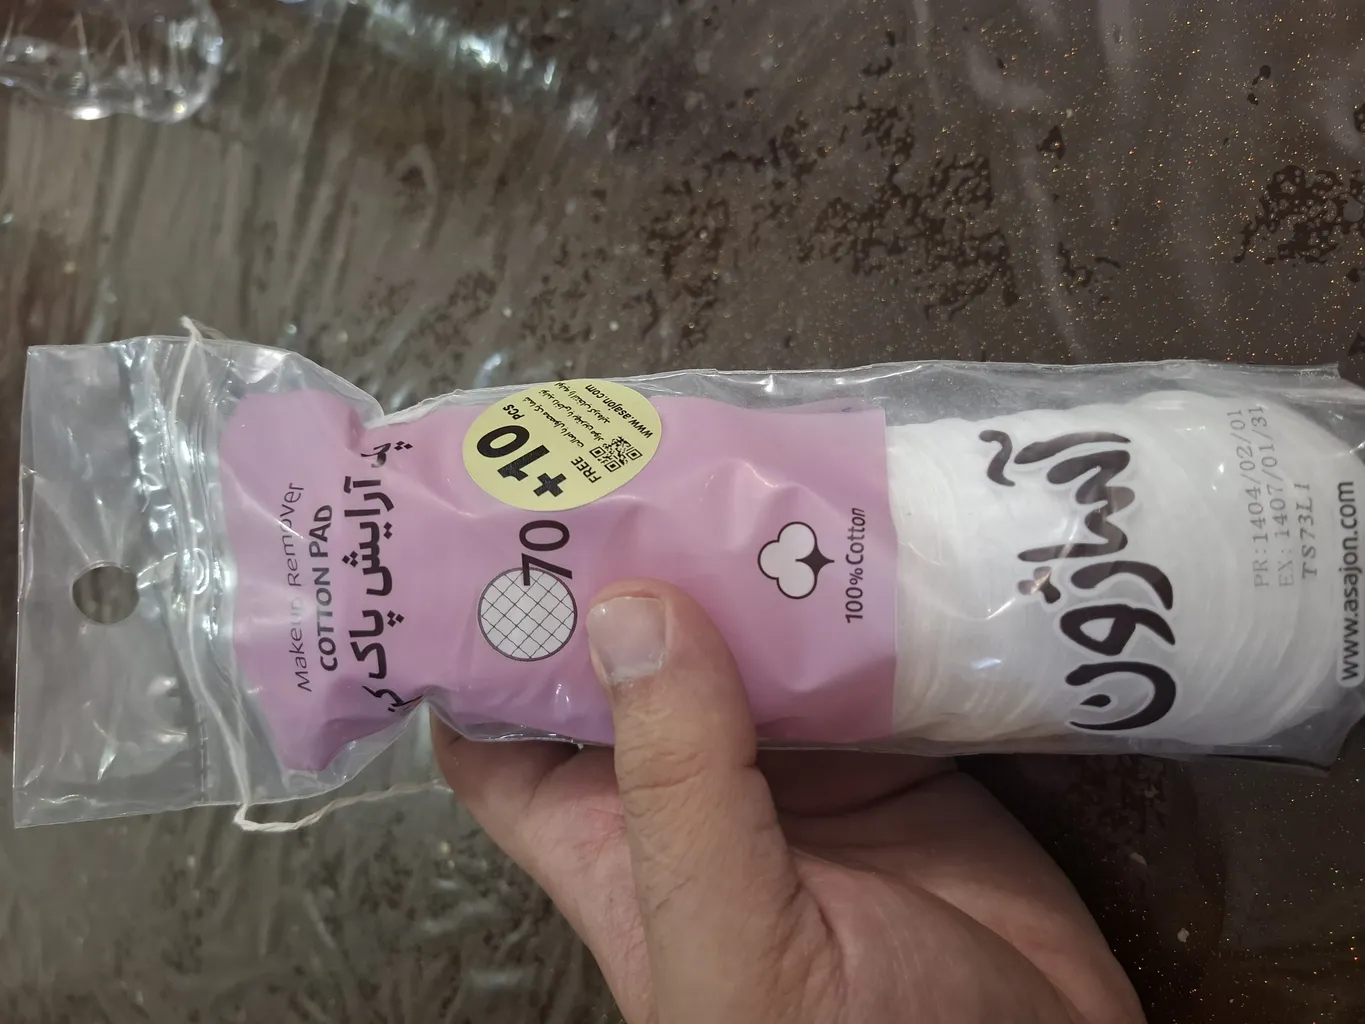 Makeup Remover
COTTON PAD
پد آرایش پاک کن
+10 PCS
FREE
www.asajon.com
70
100%Cotton
آساژون
PR:1404/02/01
EX:1407/01/31
TS73L1
www.asajon.com